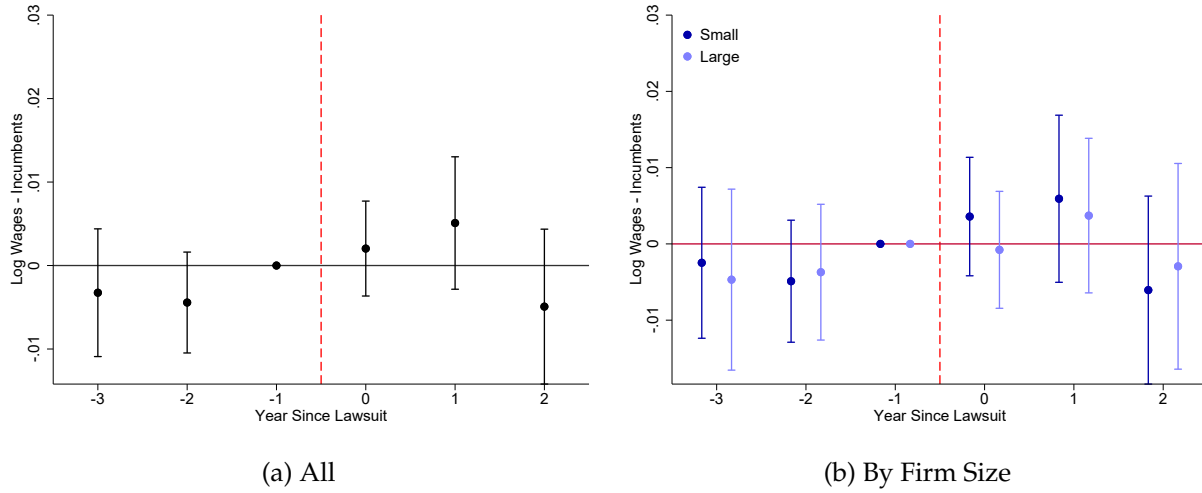 .03
.02
.01
0
-.01
Log Wages - Incumbents
-3 -2 -1 0 1 2
Year Since Lawsuit
(a) All
.03
.02
.01
0
-.01
Log Wages - Incumbents
Small
Large
-3 -2 -1 0 1 2
Year Since Lawsuit
(b) By Firm Size